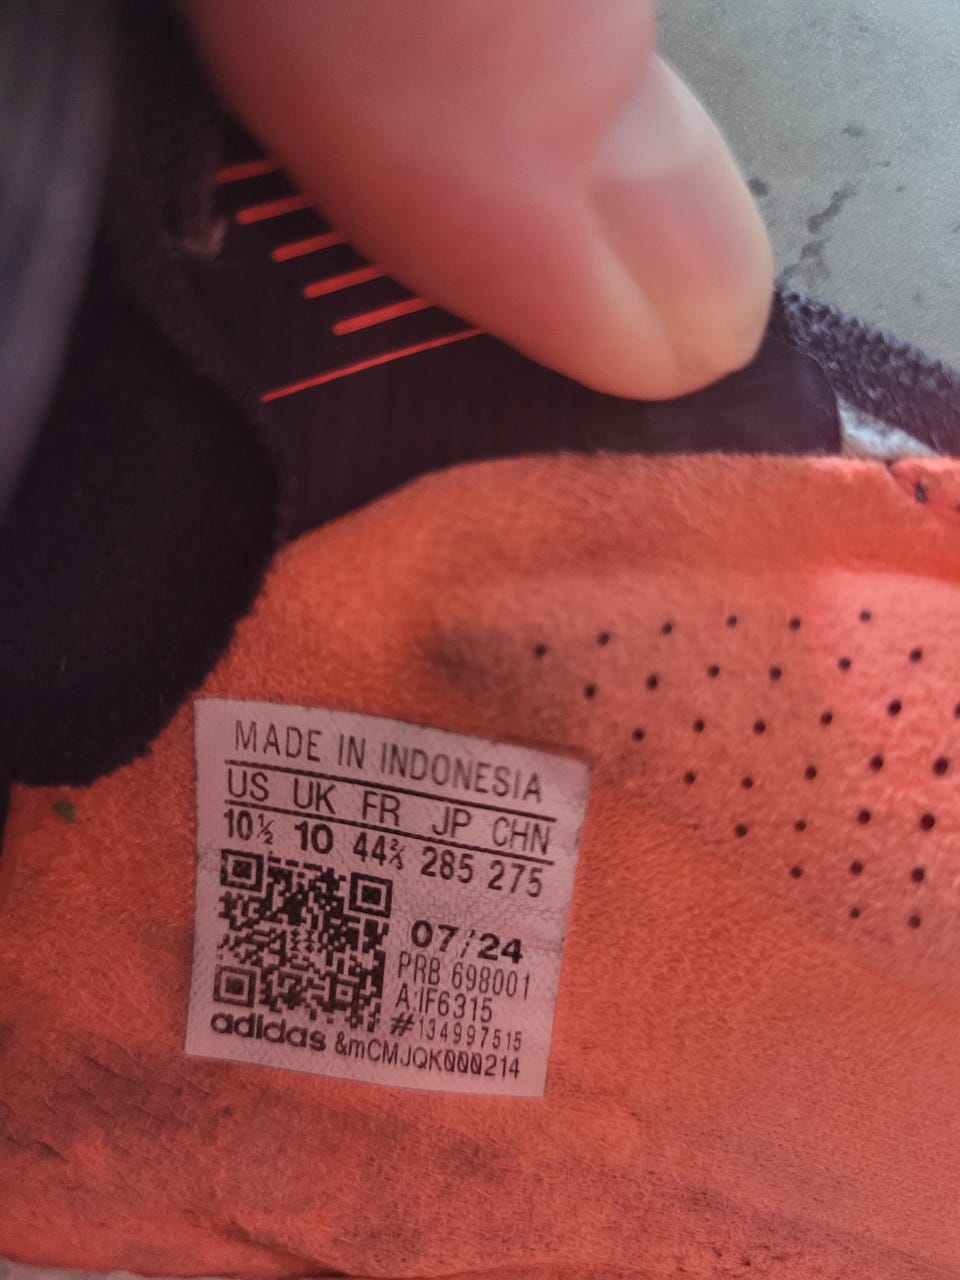 MADE IN INDONESIA
US UK FR JP CHN
10½ 10 44⅔ 285 275
07/24
PRB 698001
A:IF6315
#134997515
adidas &mCMJQK000214